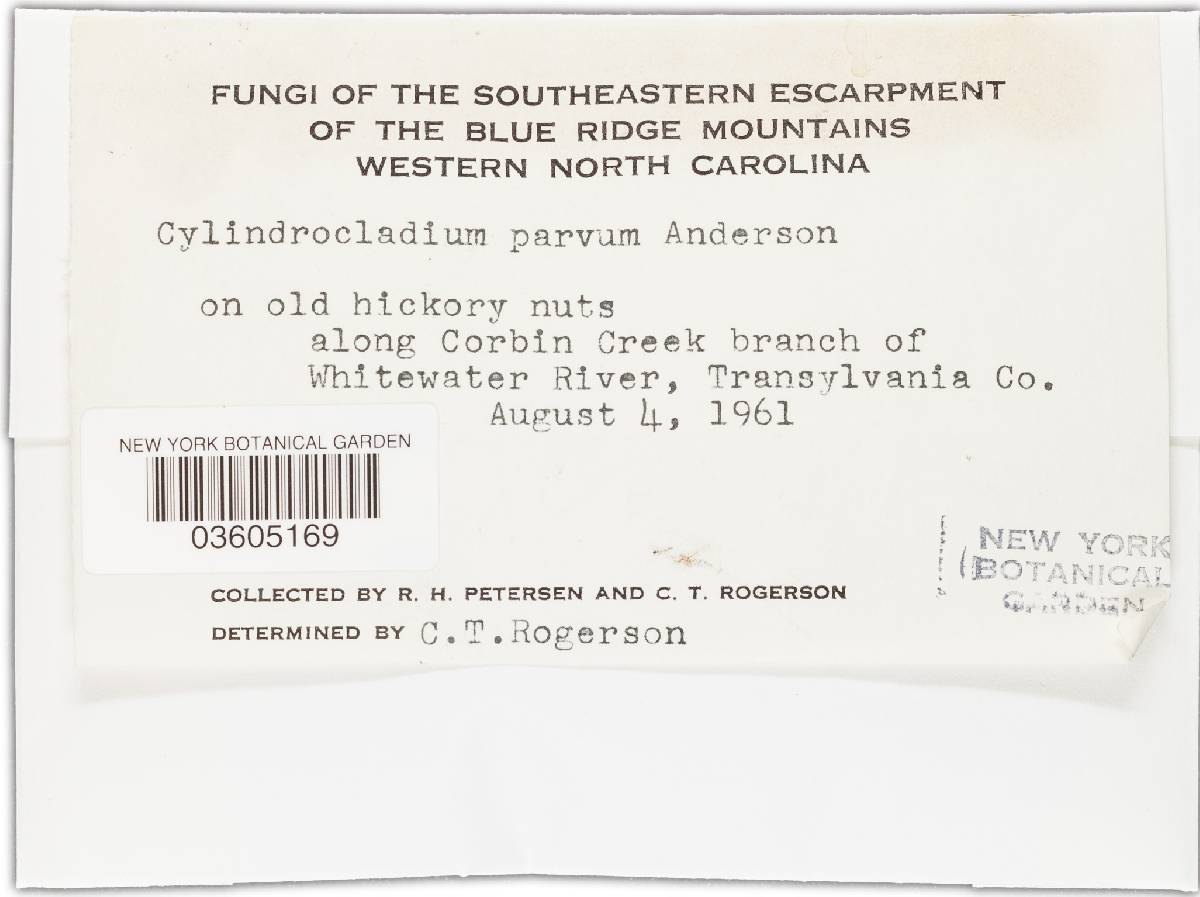 FUNGI OF THE SOUTHEASTERN ESCARPMENT
OF THE BLUE RIDGE MOUNTAINS
WESTERN NORTH CAROLINA
Cylindrocladium parvum Anderson
on old hickory nuts
along Corbin Creek branch of
Whitewater River, Transylvania Co.
August 4, 1961
NEW YORK BOTANICAL GARDEN
03605169
NEW YORK
BOTANICAL
GARDEN
COLLECTED BY R. H. PETERSEN AND C. T. ROGERSON
DETERMINED BY C.T.Rogerson